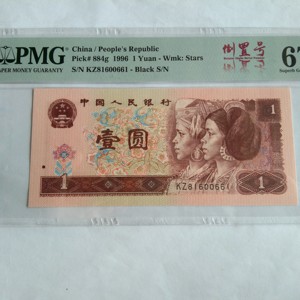 PMG
PAPER MONEY GUARANTY
China / People's Republic
Pick# 884g 1996 1 Yuan - Wmk: Stars
S/N KZ81600661 - Black S/N
倒置号
6
中国人民银行
1
壹圆
1
KZ81600661